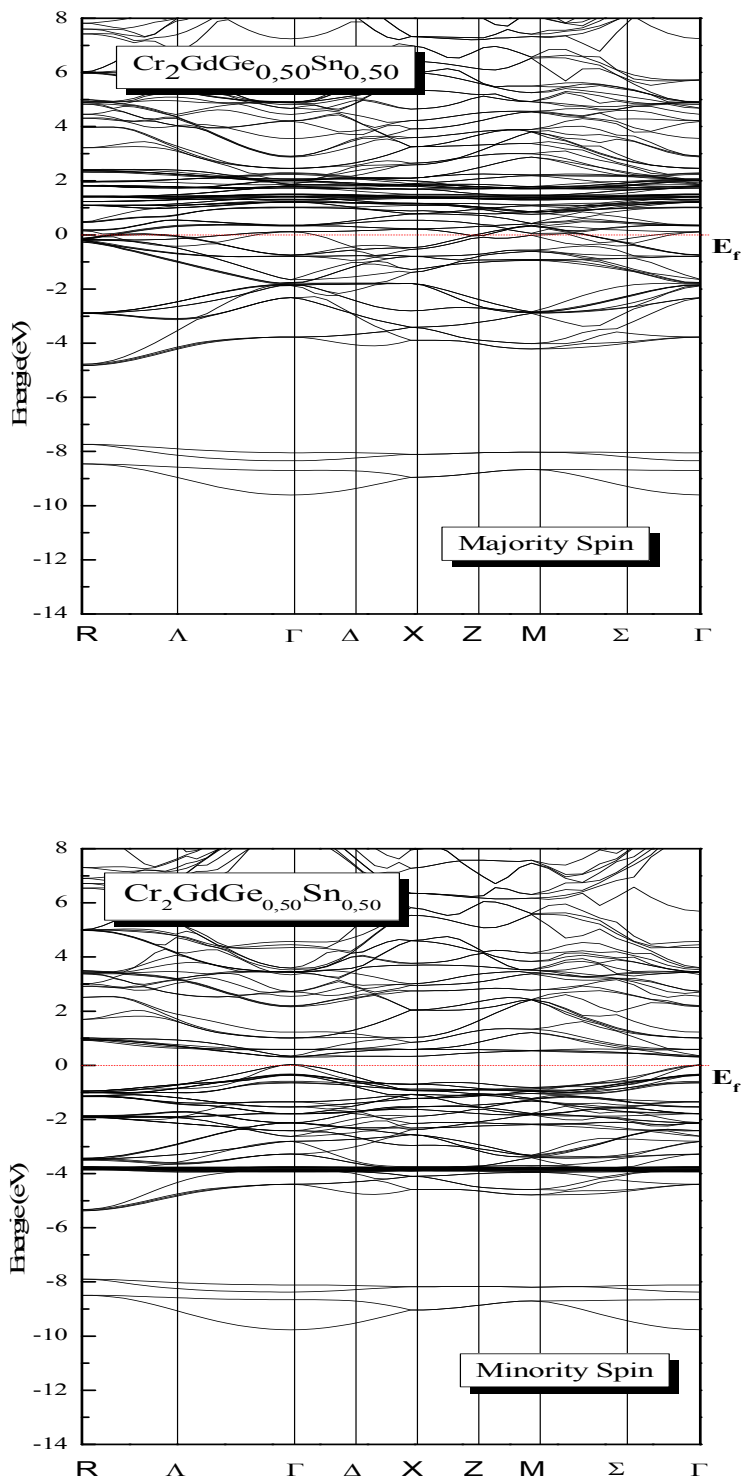 8
Cr2GdGe0,50Sn0,50
6
4
2
0
Ef
-2
-4
Energie(eV)
-6
-8
-10
Majority Spin
-12
-14
R Λ Γ Δ X Z M Σ Γ
8
Cr2GdGe0,50Sn0,50
6
4
2
0
Ef
-2
-4
Energie(eV)
-6
-8
-10
Minority Spin
-12
-14
R Λ Γ Δ X Z M Σ Γ